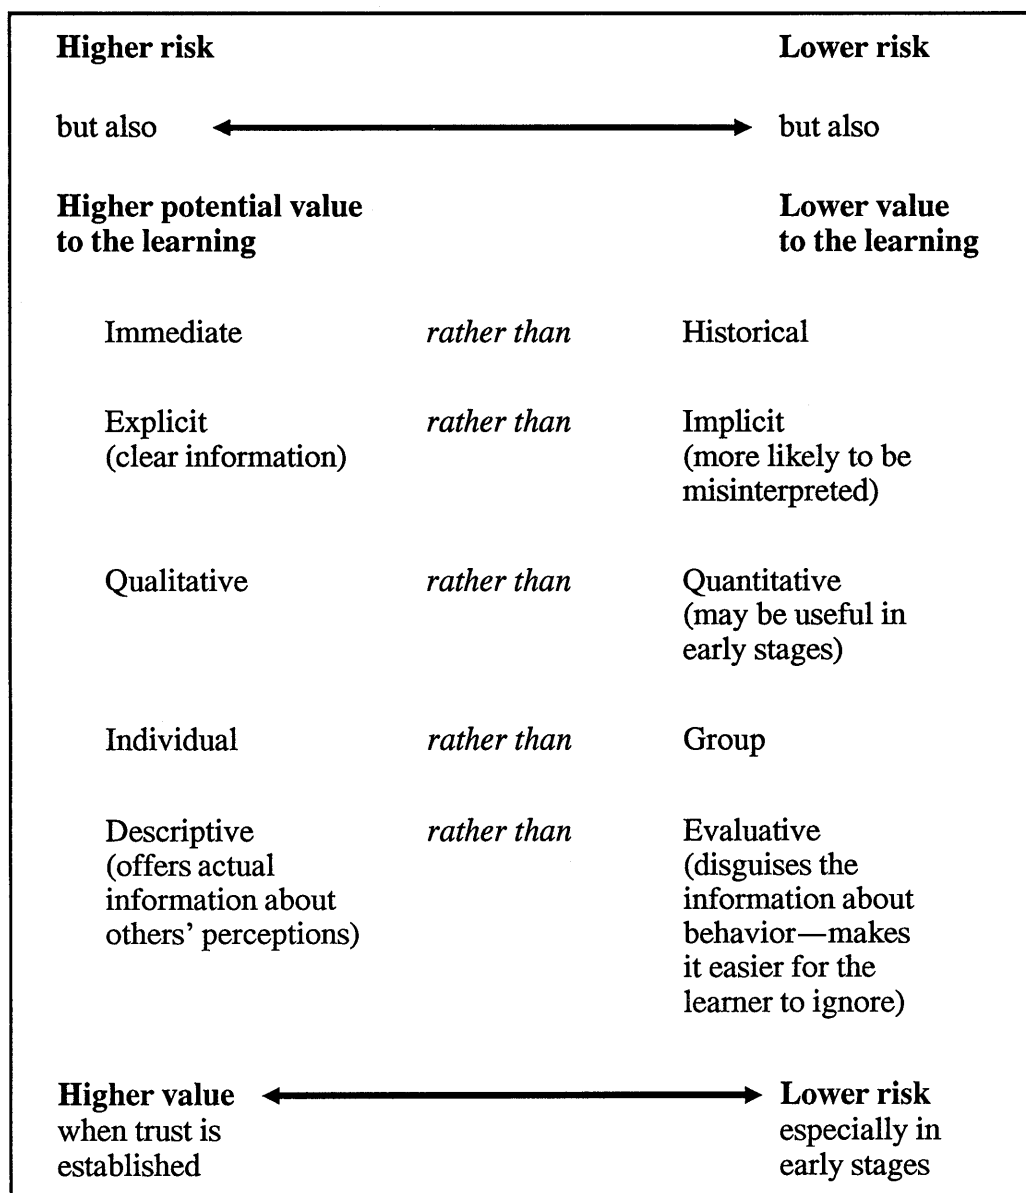 Higher risk Lower risk
but also but also
Higher potential value Lower value
to the learning to the learning
Immediate rather than Historical
Explicit rather than Implicit
(clear information) (more likely to be
misinterpreted)
Qualitative rather than Quantitative
(may be useful in
early stages)
Individual rather than Group
Descriptive rather than Evaluative
(offers actual (disguises the
information about information about
others’ perceptions) behavior—makes
it easier for the
learner to ignore)
Higher value Lower risk
when trust is especially in
established early stages